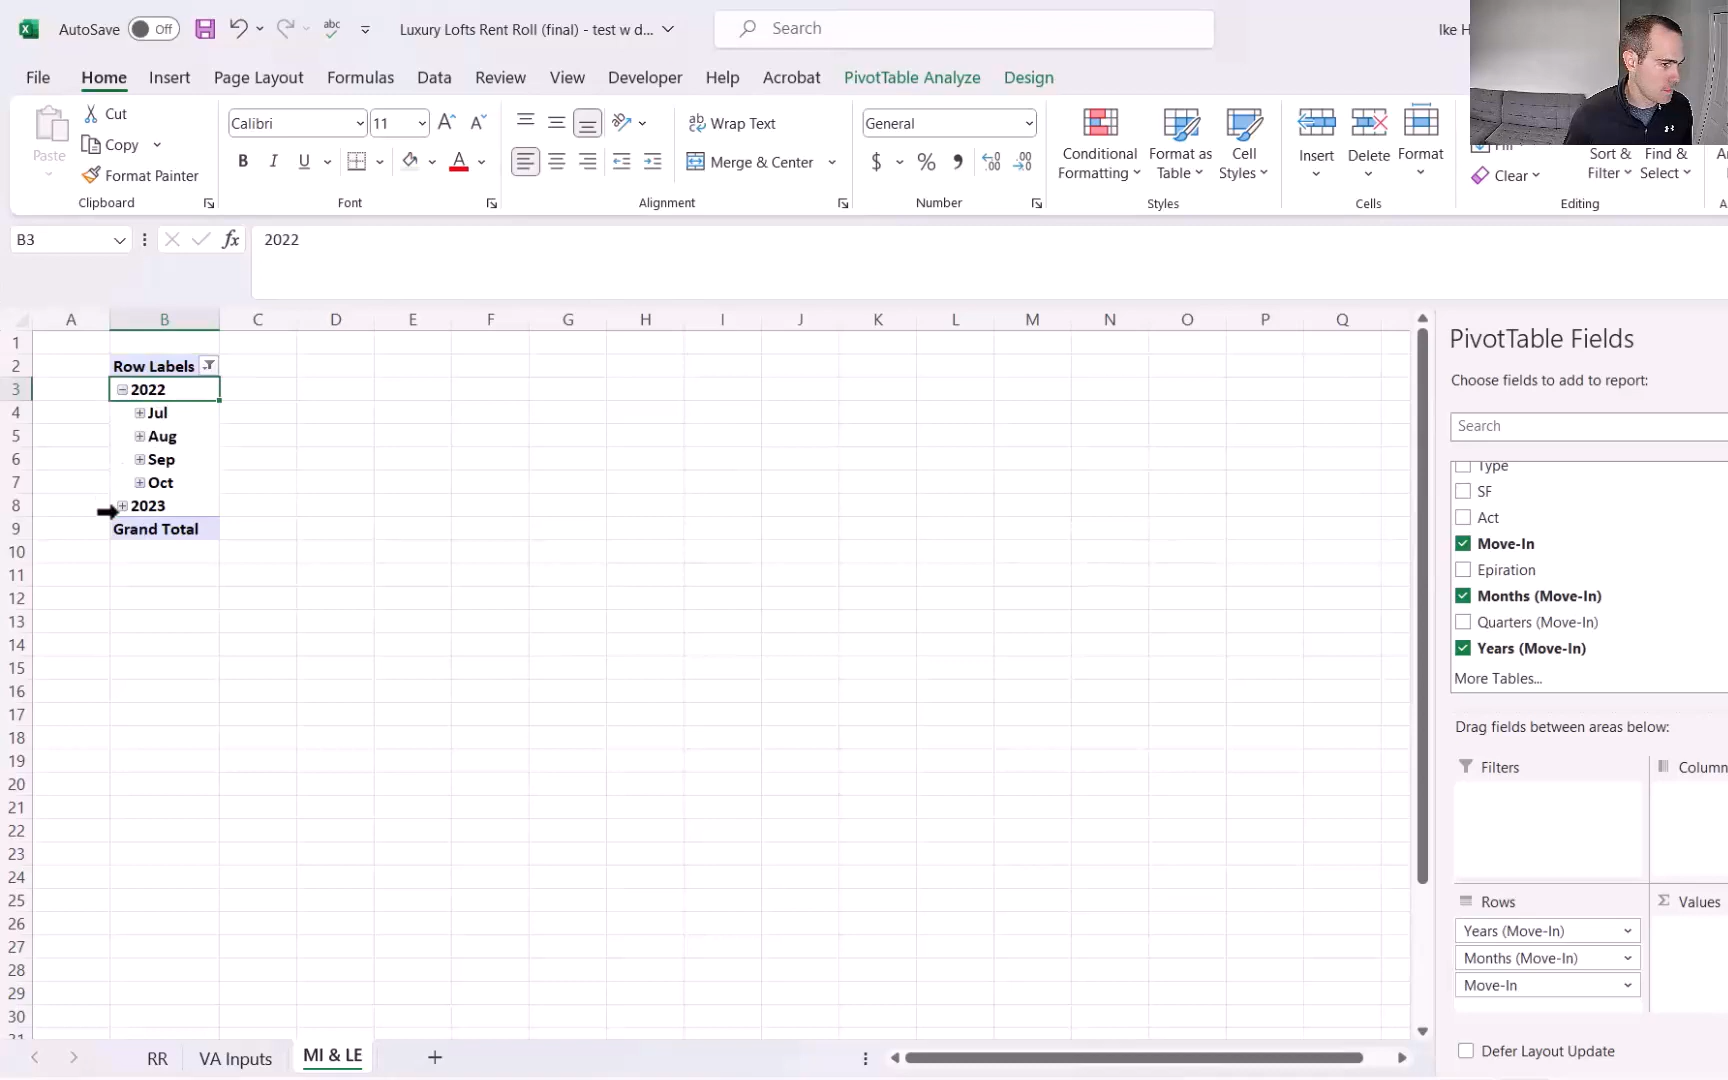 AutoSave Off abc Luxury Lofts Rent Roll (final) - test w d... Search Ike H
File Home Insert Page Layout Formulas Data Review View Developer Help Acrobat PivotTable Analyze Design
Paste
Cut
Copy
Format Painter
Clipboard
Calibri 11
B I U A
Font
ab Wrap Text
Merge & Center
Alignment
General
$ % 9 .00
Number
Conditional Formatting
Format as Table
Cell Styles
Styles
Insert Delete Format
Cells
Fill
Clear
Sort & Filter
Find & Select
Editing
B3 fx 2022
A B C D E F G H I J K L M N O P Q
1
2 Row Labels
3 2022
4 Jul
5 Aug
6 Sep
7 Oct
8 2023
9 Grand Total
10
11
12
13
14
15
16
17
18
19
20
21
22
23
24
25
26
27
28
29
30
PivotTable Fields
Choose fields to add to report:
Search
Type
SF
Act
Move-In
Epiration
Months (Move-In)
Quarters (Move-In)
Years (Move-In)
More Tables...
Drag fields between areas below:
Filters
Column
Rows
Σ Values
Years (Move-In)
Months (Move-In)
Move-In
Defer Layout Update
RR VA Inputs MI & LE